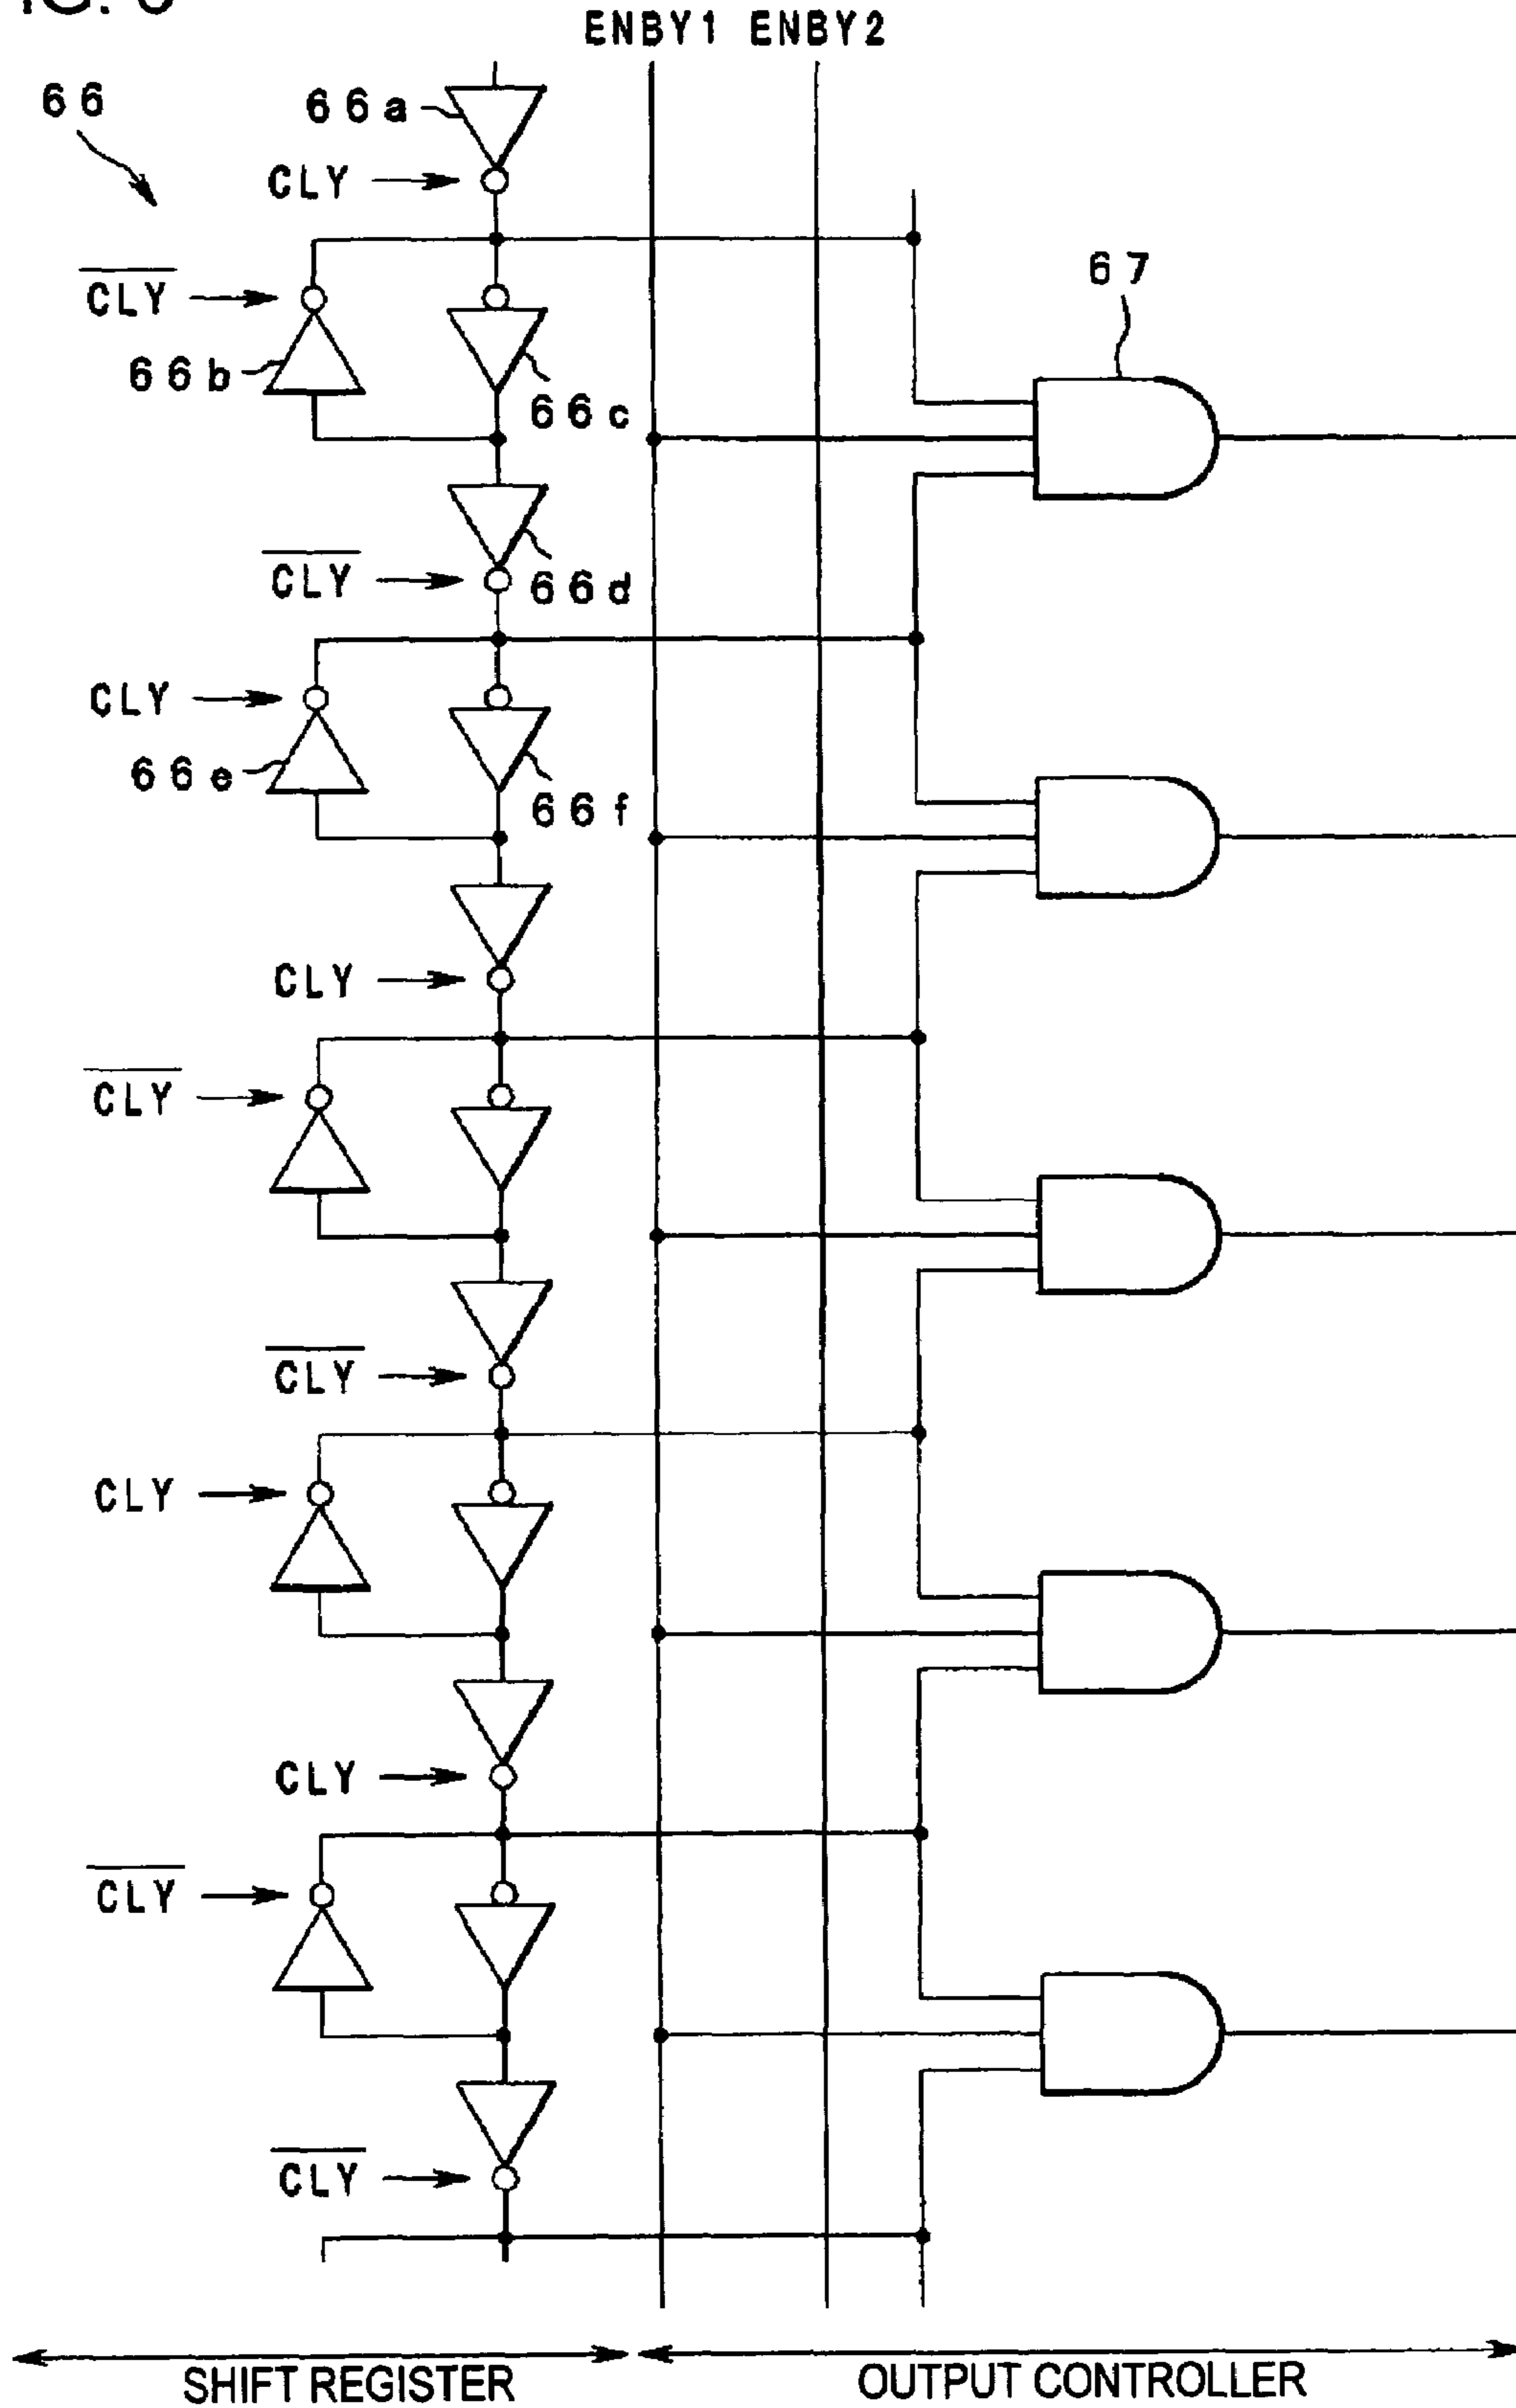 ENBY1 ENBY2
66
66a
CLY
67
CLY
66b
66c
CLY
66d
CLY
66e
66f
CLY
CLY
CLY
CLY
CLY
CLY
CLY
SHIFT REGISTER
OUTPUT CONTROLLER